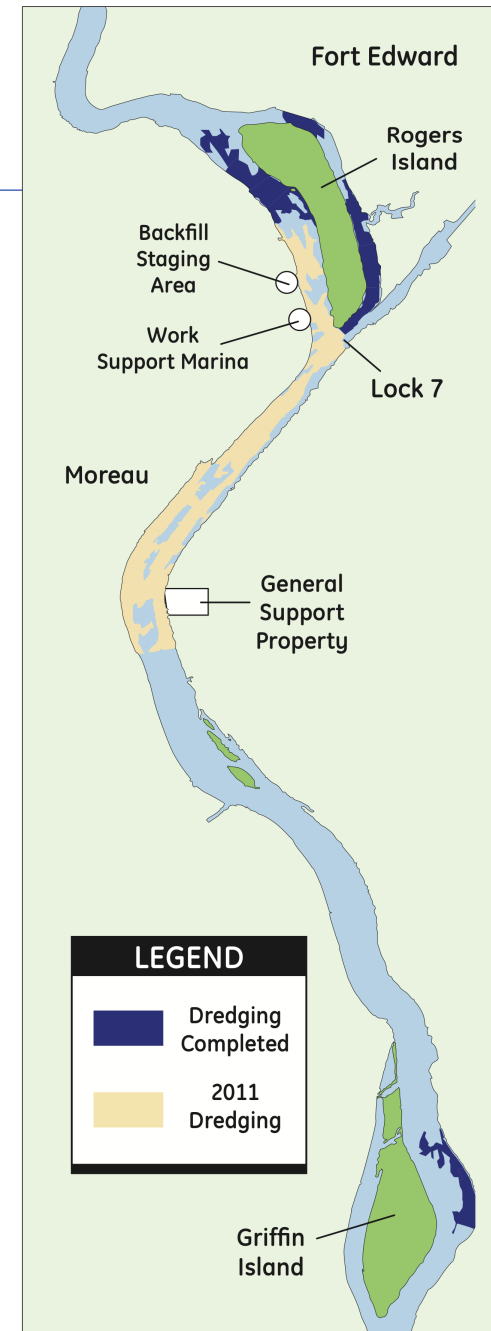 Fort Edward
Rogers
Island
Backfill
Staging
Area
Work
Support Marina
Lock 7
Moreau
General
Support
Property
LEGEND
Dredging
Completed
2011
Dredging
Griffin
Island